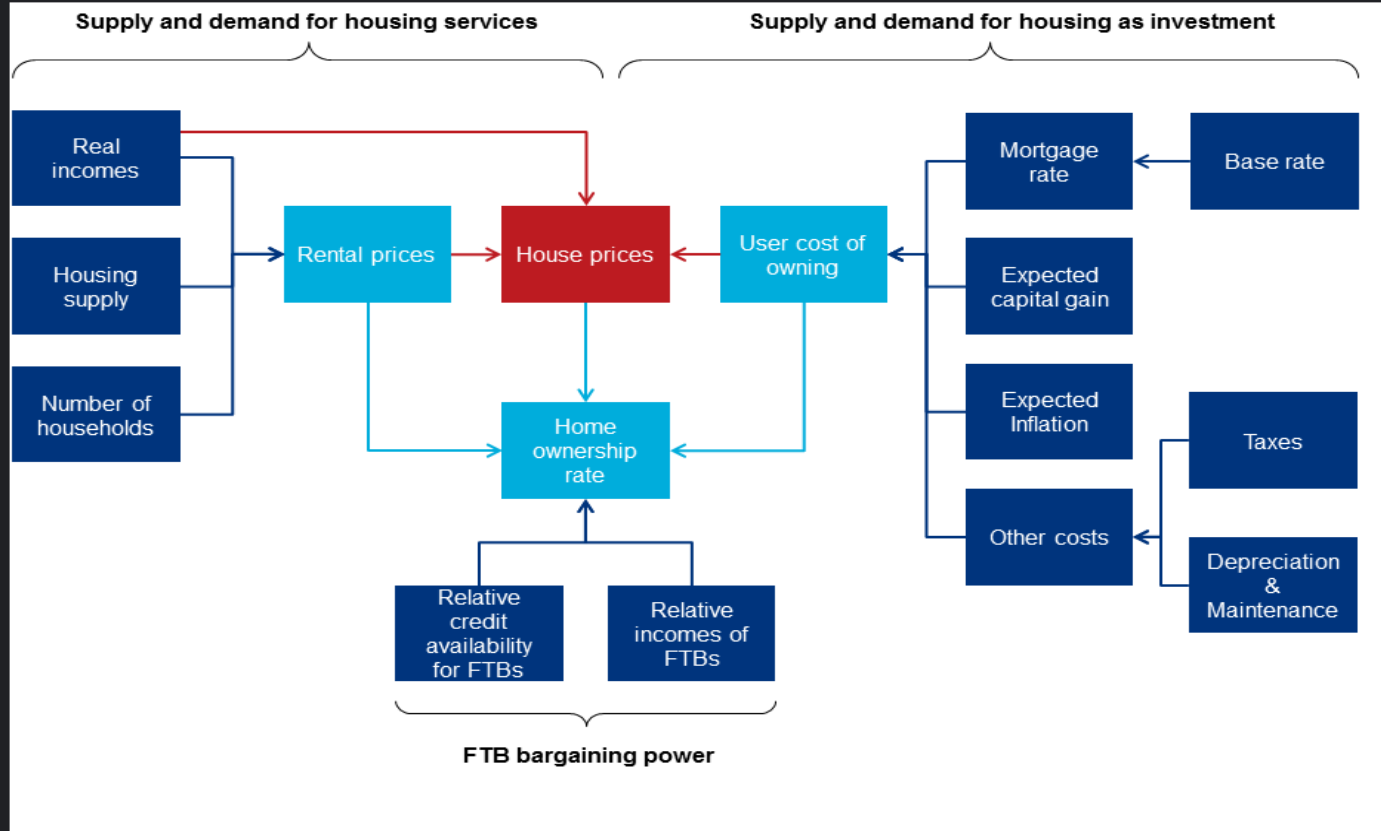 Supply and demand for housing services
Supply and demand for housing as investment
Real
incomes
Housing
supply
Number of
households
Rental prices
House prices
User cost of
owning
Home
ownership
rate
Mortgage
rate
Base rate
Expected
capital gain
Expected
Inflation
Other costs
Taxes
Depreciation
&
Maintenance
Relative
credit
availability
for FTBs
Relative
incomes of
FTBs
FTB bargaining power